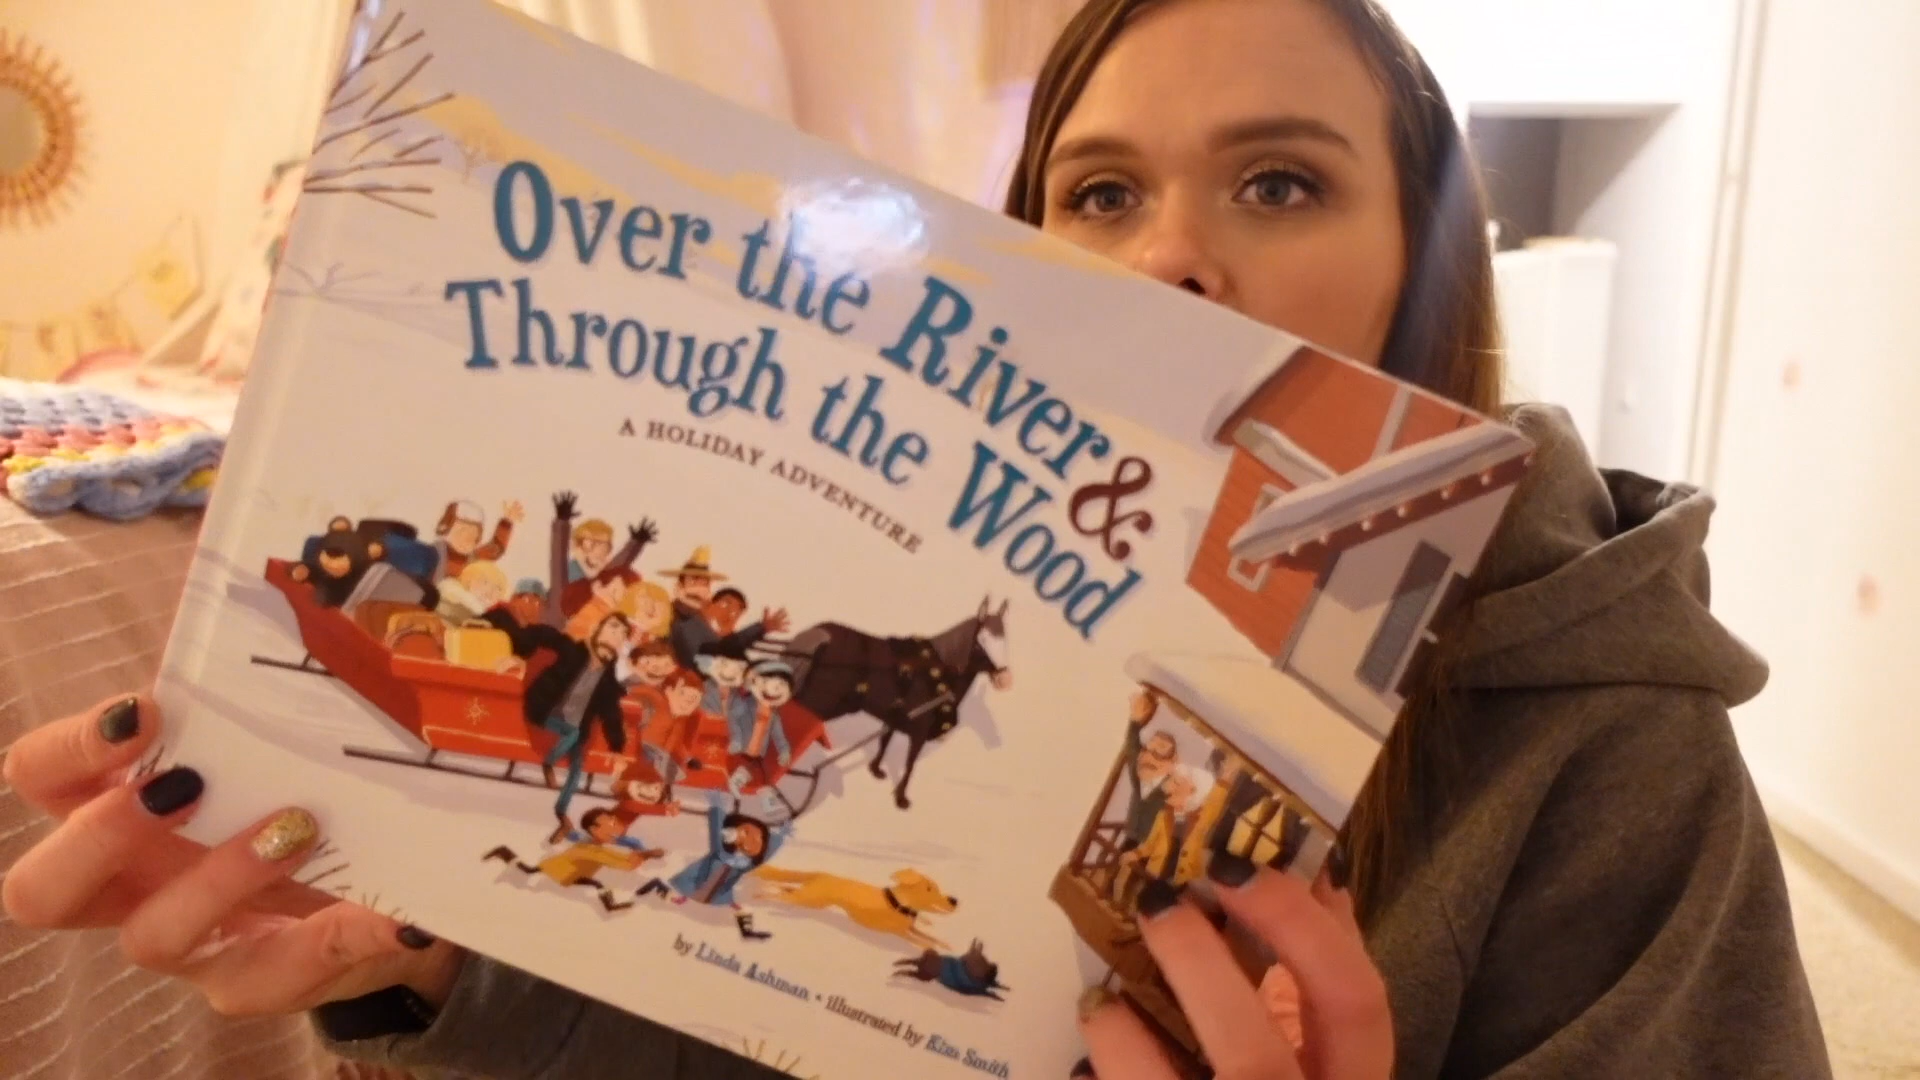 Over the River &
Through the Wood
A HOLIDAY ADVENTURE
by Linda Ashman • illustrated by Kim Smith